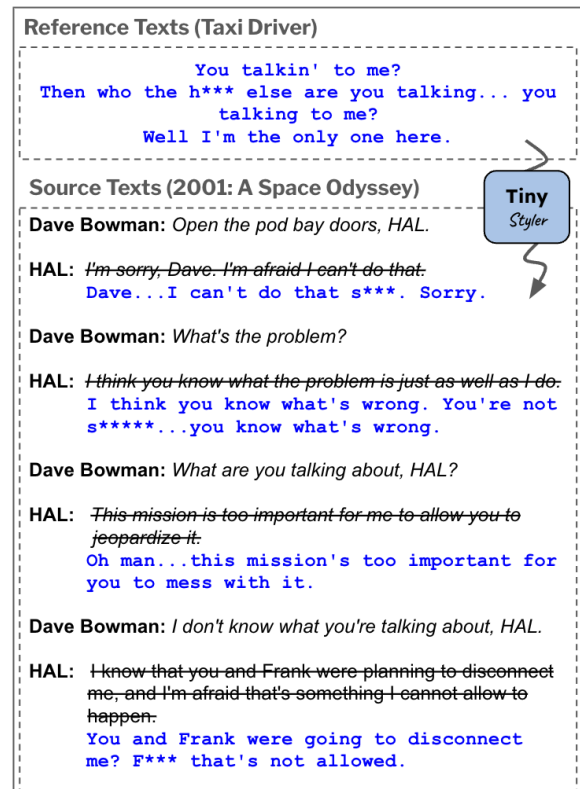 Reference Texts (Taxi Driver)
You talkin' to me?
Then who the h*** else are you talking... you
talking to me?
Well I'm the only one here.
Source Texts (2001: A Space Odyssey)
Tiny
Styler
Dave Bowman: Open the pod bay doors, HAL.
HAL: I'm sorry, Dave. I'm afraid I can't do that.
Dave...I can't do that s***. Sorry.
Dave Bowman: What's the problem?
HAL: I think you know what the problem is just as well as I do.
I think you know what's wrong. You're not
s*****...you know what's wrong.
Dave Bowman: What are you talking about, HAL?
HAL: This mission is too important for me to allow you to
jeopardize it.
Oh man...this mission's too important for
you to mess with it.
Dave Bowman: I don't know what you're talking about, HAL.
HAL: I know that you and Frank were planning to disconnect
me, and I'm afraid that's something I cannot allow to
happen.
You and Frank were going to disconnect
me? F*** that's not allowed.